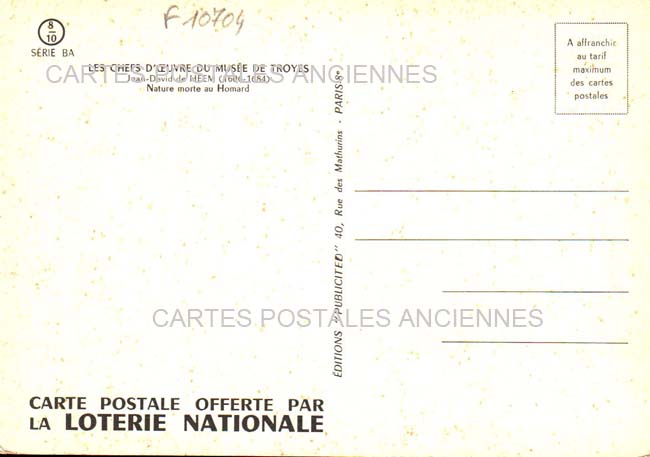 8
10
SÉRIE BA
F 10704
LES CHEFS D'ŒUVRE DU MUSÉE DE TROYES
Jean-David de HEEM (1606-1684)
Nature morte au Homard
CARTES POSTALES ANCIENNES
A affranchir
au tarif
maximum
des cartes
postales
ÉDITIONS "PUBLICITED" 40, Rue des Mathurins - PARIS 8e
CARTES POSTALES ANCIENNES
CARTE POSTALE OFFERTE PAR
LA LOTERIE NATIONALE